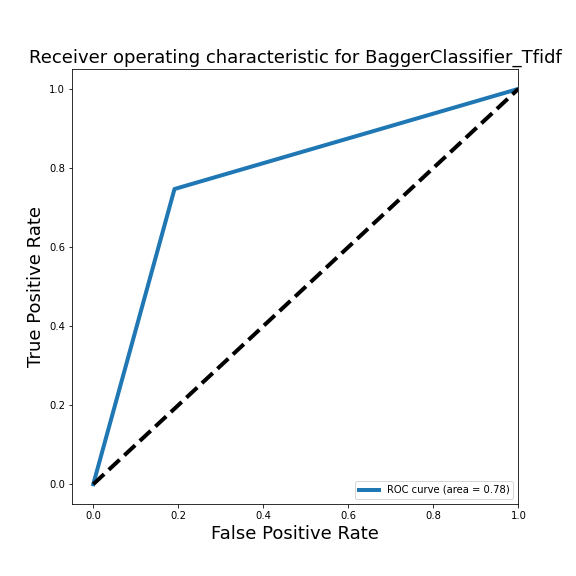 Receiver operating characteristic for BaggerClassifier_Tfidf
True Positive Rate
1.0
0.8
0.6
0.4
0.2
0.0
ROC curve (area = 0.78)
0.0 0.2 0.4 0.6 0.8 1.0
False Positive Rate